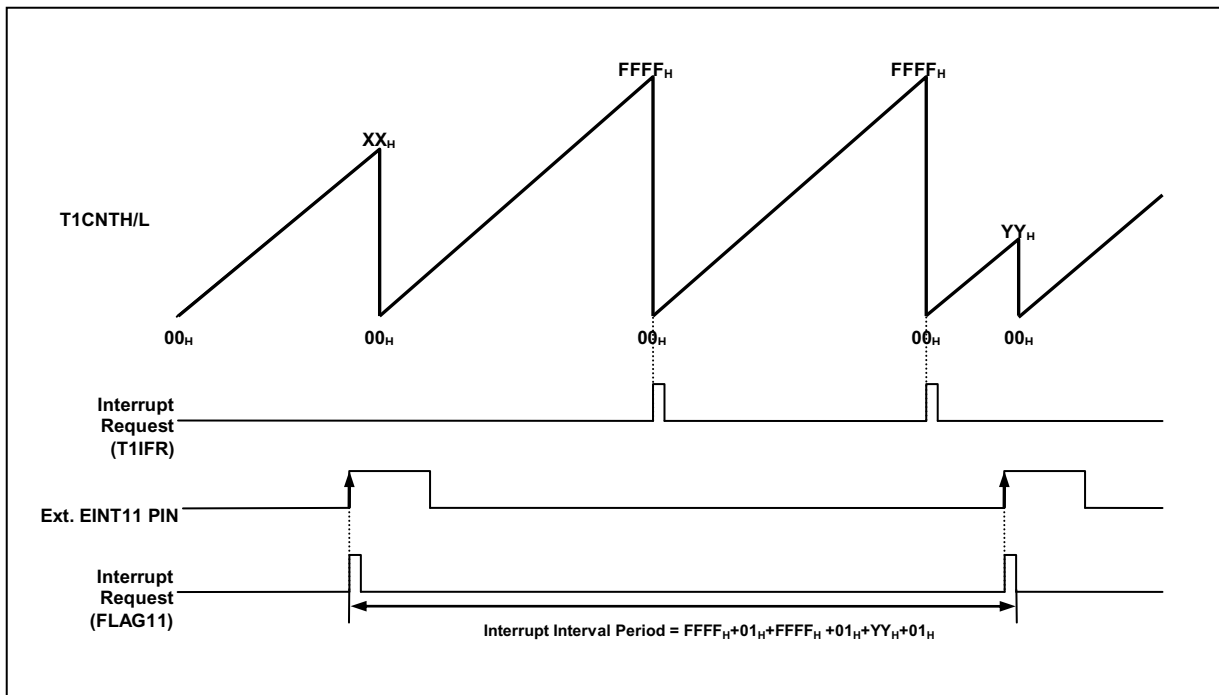 FFFFH FFFFH
XXH
T1CNTH/L
YYH
00H 00H 00H 00H 00H
Interrupt
Request
(T1IFR)
Ext. EINT11 PIN
Interrupt
Request
(FLAG11)
Interrupt Interval Period = FFFFH+01H+FFFFH +01H+YYH+01H